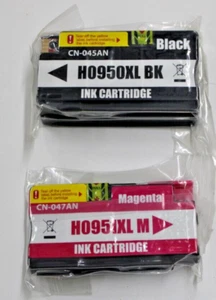 Black
CN-045AN
H0950XL BK
INK CARTRIDGE
Magenta
CN-047AN
H0951XL M
INK CARTRIDGE